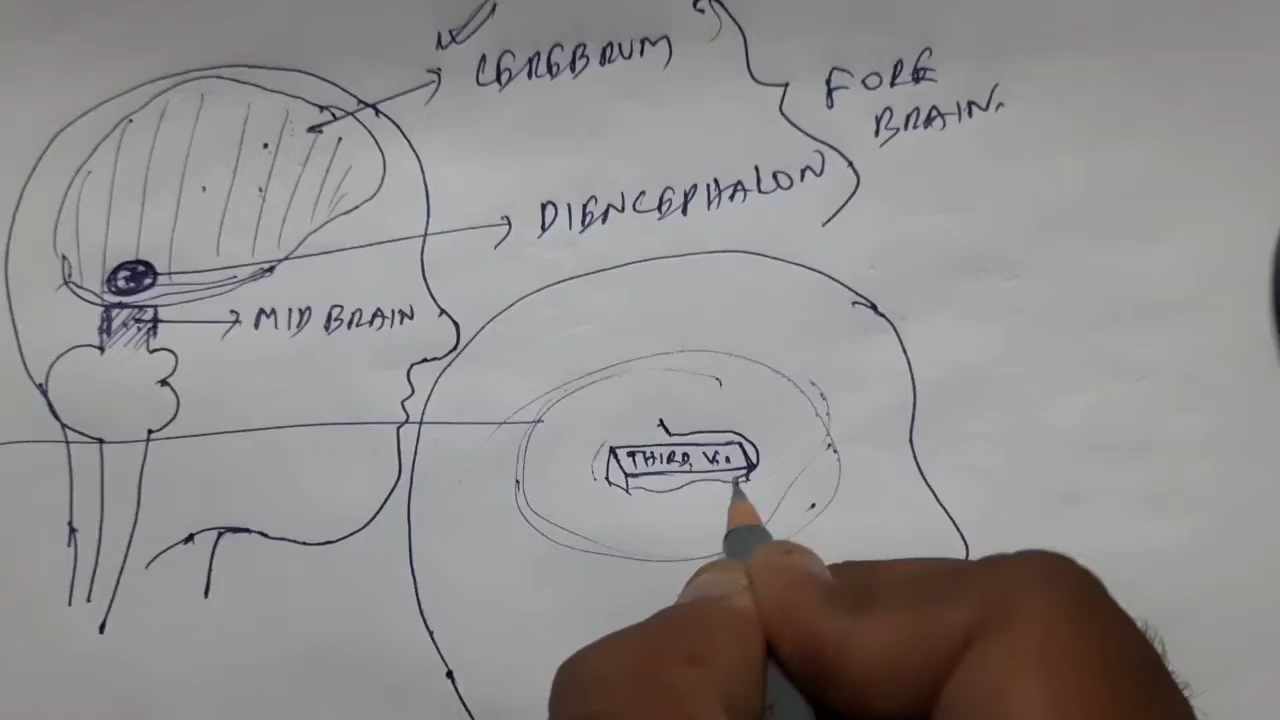 CEREBRUM
FORE
BRAIN.
DIENCEPHALON
MID BRAIN
THIRD V.